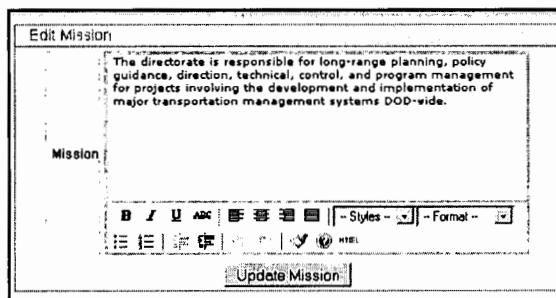 Edit Mission
The directorate is responsible for long-range planning, policy
guidance, direction, technical, control, and program management
for projects involving the development and implementation of
major transportation management systems DOD-wide.
Mission
B I U ABC -- Styles -- -- Format --
HTML
Update Mission